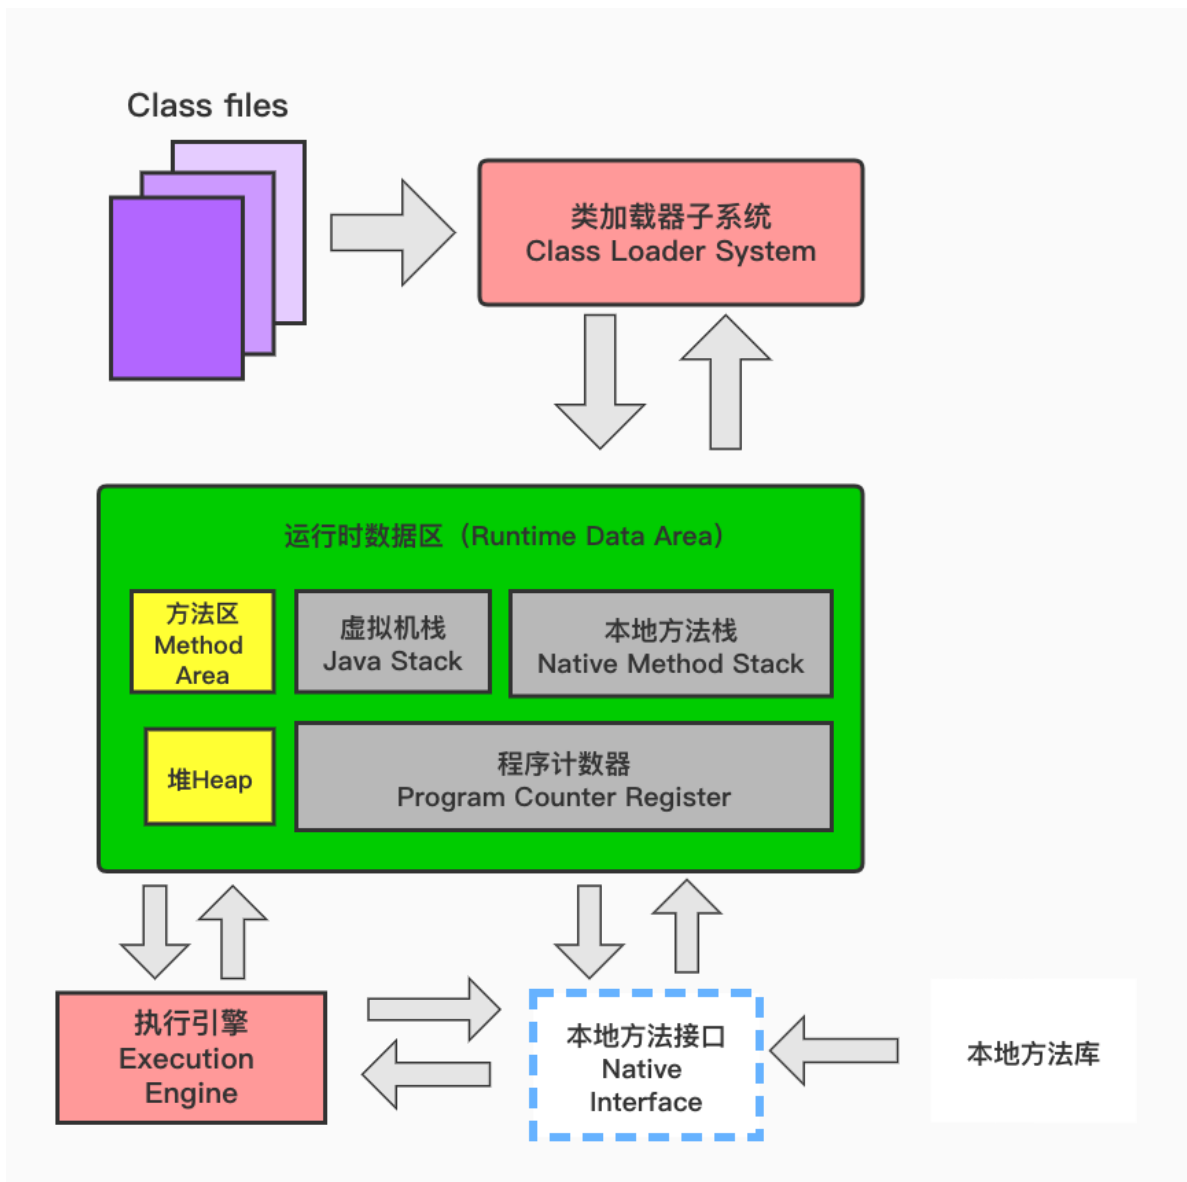 Class files
类加载器子系统
Class Loader System
运行时数据区（Runtime Data Area）
方法区
Method
Area
虚拟机栈
Java Stack
本地方法栈
Native Method Stack
堆Heap
程序计数器
Program Counter Register
执行引擎
Execution
Engine
本地方法接口
Native
Interface
本地方法库